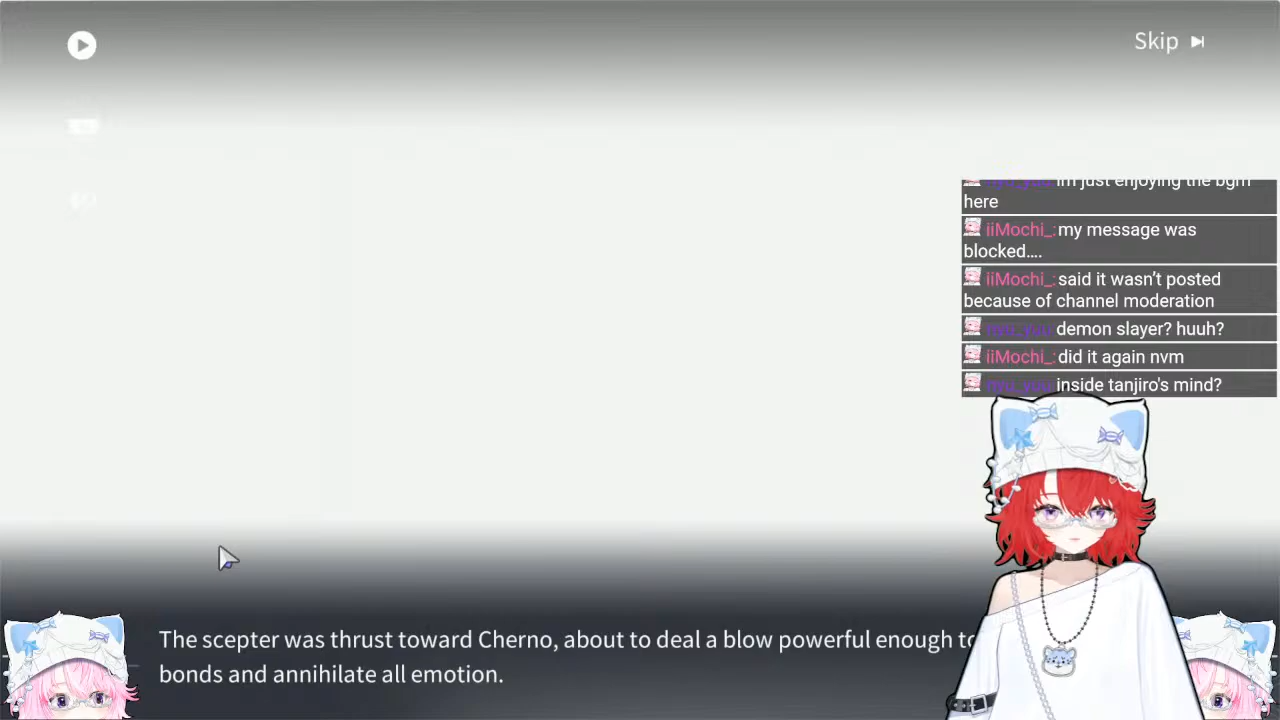 Skip
im just enjoying the bgm
here
iiMochi_: my message was
blocked....
iiMochi_: said it wasn't posted
because of channel moderation
nyu_yuu: demon slayer? huuh?
iiMochi_: did it again nvm
nyu_yuu: inside tanjiro's mind?
The scepter was thrust toward Cherno, about to deal a blow powerful enough to
bonds and annihilate all emotion.